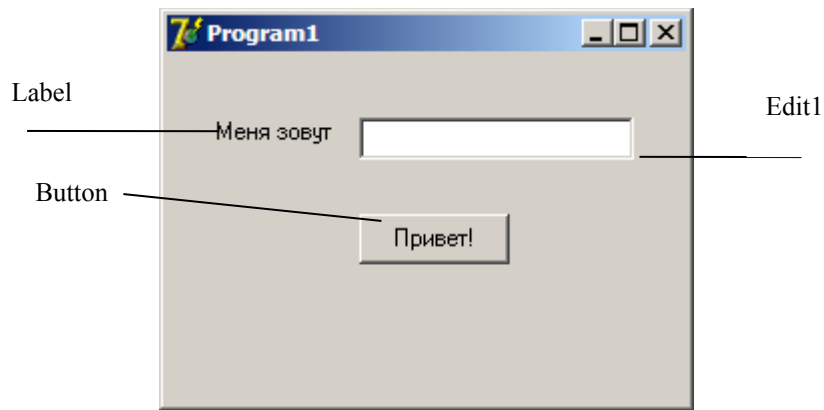 Program1
Label
Edit1
Меня зовут
Button
Привет!